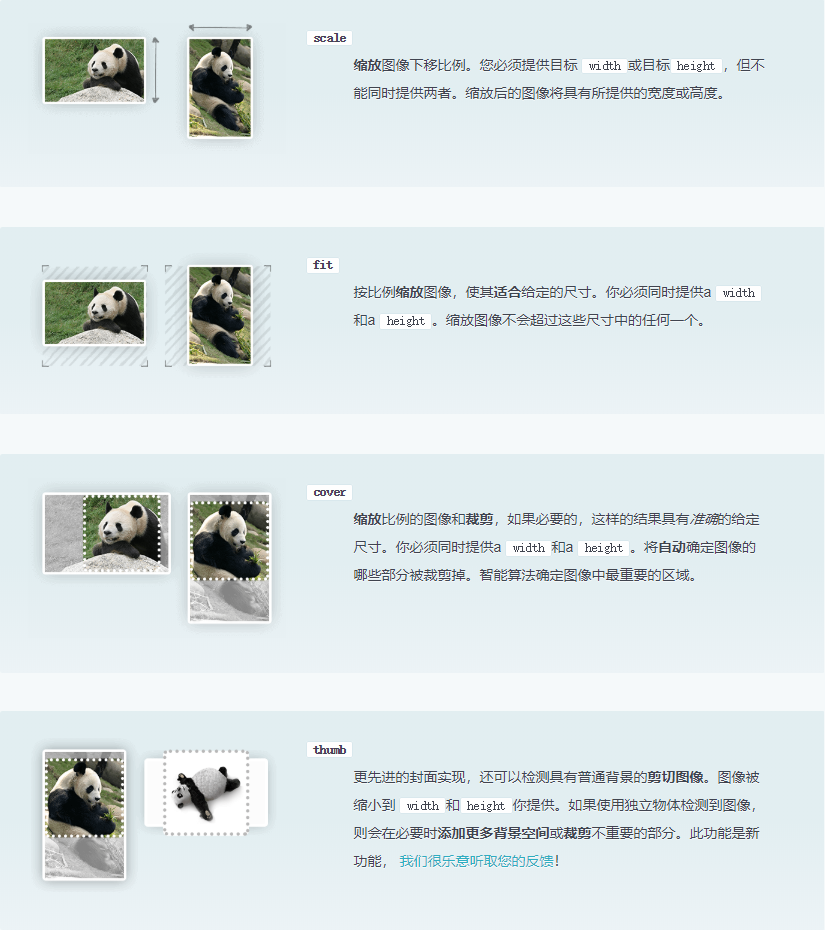 scale
缩放图像下移比例。您必须提供目标 width 或目标 height ，但不
能同时提供两者。缩放后的图像将具有所提供的宽度或高度。
fit
按比例缩放图像，使其适合给定的尺寸。你必须同时提供a width
和a height 。缩放图像不会超过这些尺寸中的任何一个。
cover
缩放比例的图像和裁剪，如果必要的，这样的结果具有准确的给定
尺寸。你必须同时提供a width 和a height 。将自动确定图像的
哪些部分被裁剪掉。智能算法确定图像中最重要的区域。
thumb
更先进的封面实现，还可以检测具有普通背景的剪切图像。图像被
缩小到 width 和 height 你提供。如果使用独立物体检测到图像，
则会在必要时添加更多背景空间或裁剪不重要的部分。此功能是新
功能， 我们很乐意听取您的反馈！